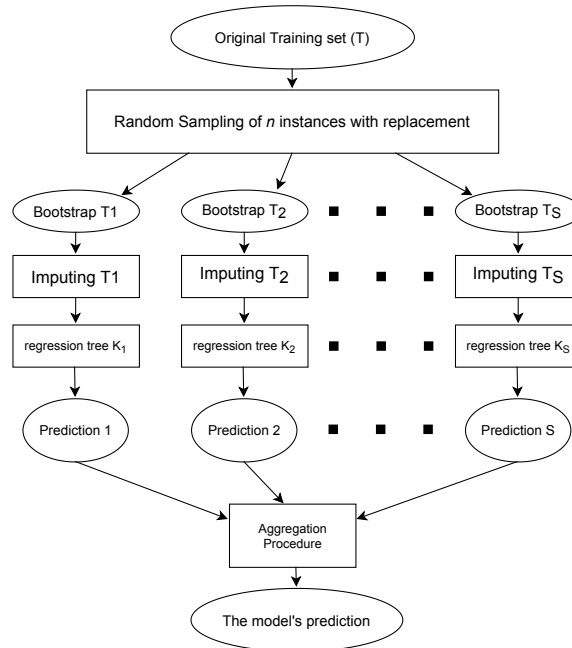 Original Training set (T)
Random Sampling of n instances with replacement
Bootstrap T1
Bootstrap T2
Bootstrap TS
Imputing T1
Imputing T2
Imputing TS
regression tree K1
regression tree K2
regression tree KS
Prediction 1
Prediction 2
Prediction S
Aggregation
Procedure
The model's prediction